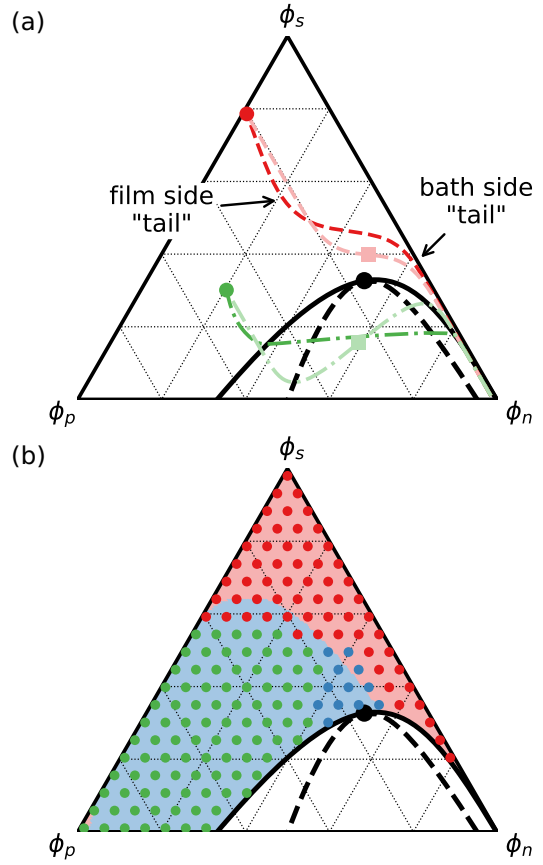 (a)
ϕs
film side
"tail"
bath side
"tail"
ϕp
ϕn
(b)
ϕs
ϕp
ϕn